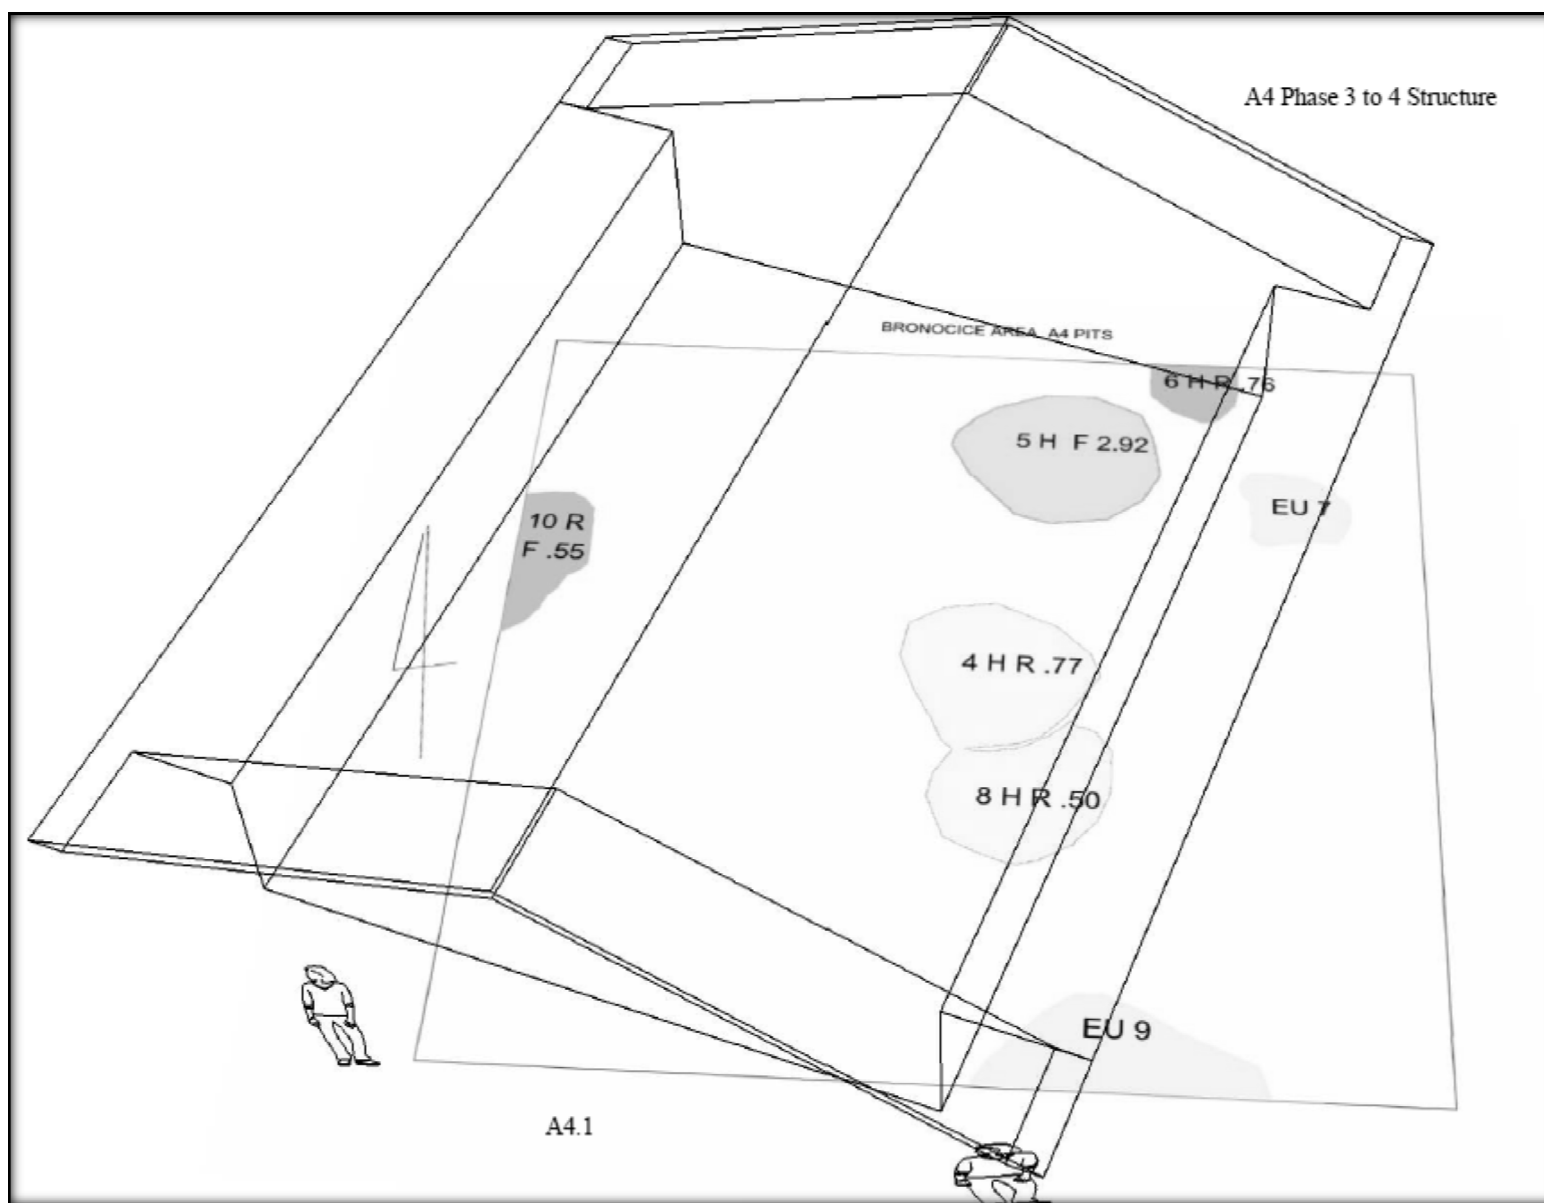 A4 Phase 3 to 4 Structure
BRONOCICE AREA A4 PITS
6 H R .76
5 H F 2.92
EU 7
10 R
F .55
4 H R .77
8 H R .50
EU 9
A4.1